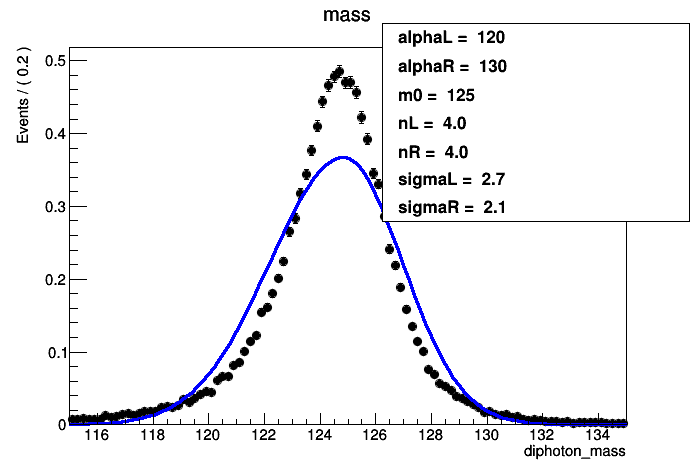 mass
alphaL = 120
alphaR = 130
m0 = 125
nL = 4.0
nR = 4.0
sigmaL = 2.7
sigmaR = 2.1
Events / ( 0.2 )
0.5
0.4
0.3
0.2
0.1
0
116 118 120 122 124 126 128 130 132 134
diphoton_mass